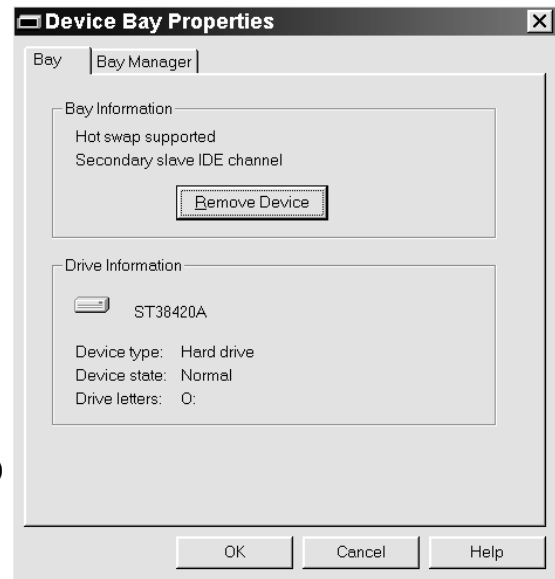 Device Bay Properties
Bay
Bay Manager
Bay Information
Hot swap supported
Secondary slave IDE channel
Remove Device
Drive Information
ST38420A
Device type: Hard drive
Device state: Normal
Drive letters: O:
)
OK
Cancel
Help